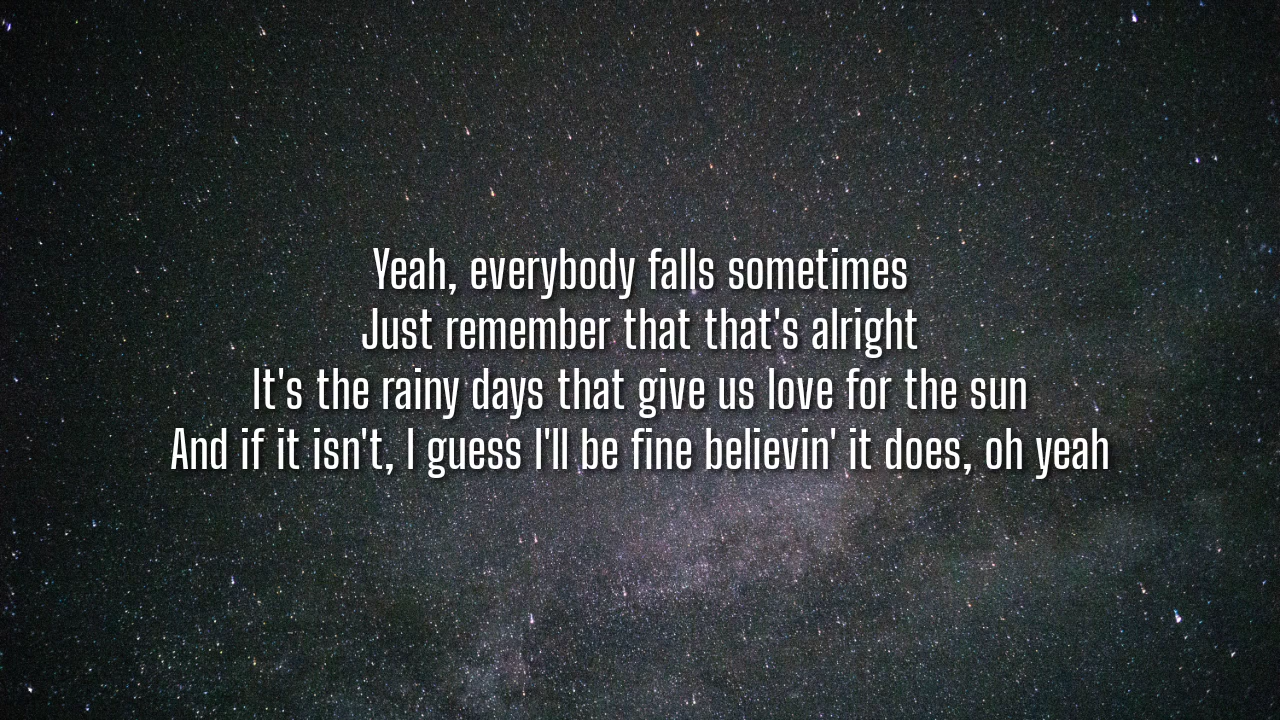 Yeah, everybody falls sometimes
Just remember that that's alright
It's the rainy days that give us love for the sun
And if it isn't, I guess I'll be fine believin' it does, oh yeah